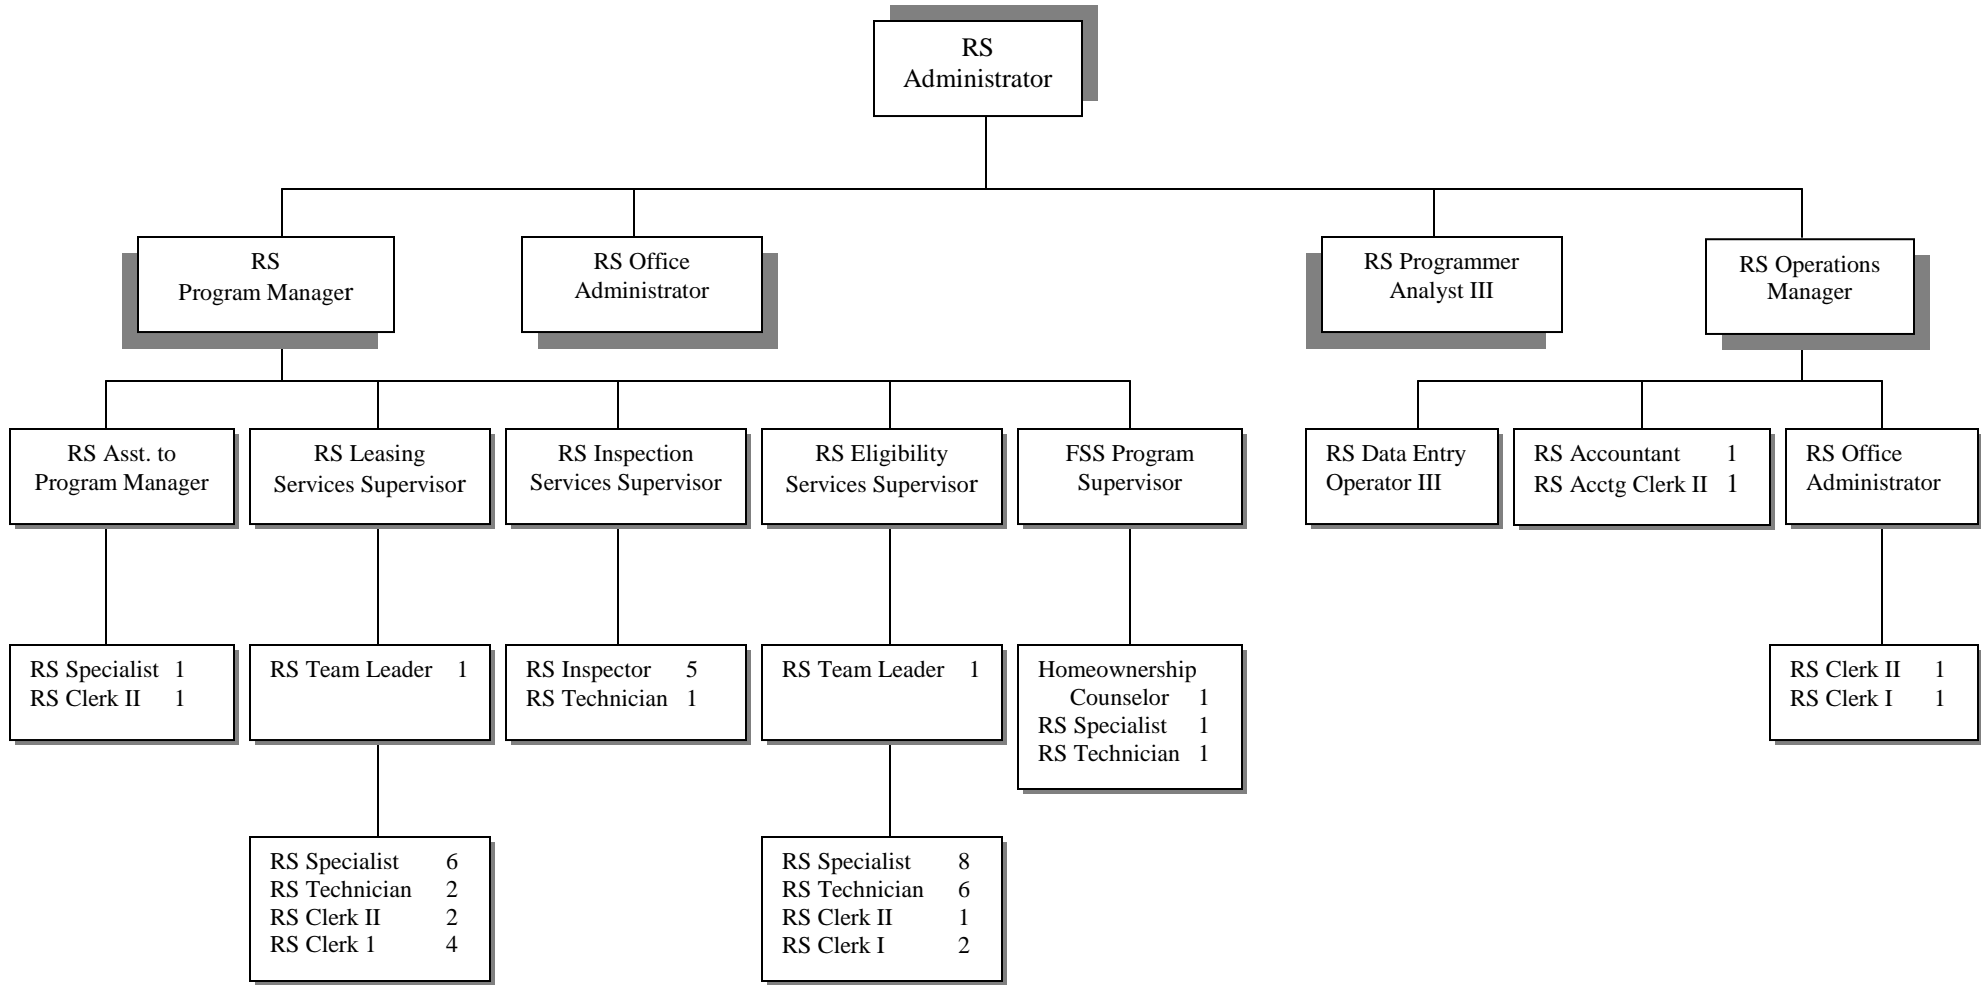 RS
Administrator
RS
Program Manager
RS Office
Administrator
RS Programmer
Analyst III
RS Operations
Manager
RS Asst. to
Program Manager
RS Leasing
Services Supervisor
RS Inspection
Services Supervisor
RS Eligibility
Services Supervisor
FSS Program
Supervisor
RS Data Entry
Operator III
RS Accountant 1
RS Acctg Clerk II 1
RS Office
Administrator
RS Specialist 1
RS Clerk II 1
RS Team Leader 1
RS Inspector 5
RS Technician 1
RS Team Leader 1
Homeownership
Counselor 1
RS Specialist 1
RS Technician 1
RS Clerk II 1
RS Clerk I 1
RS Specialist 6
RS Technician 2
RS Clerk II 2
RS Clerk 1 4
RS Specialist 8
RS Technician 6
RS Clerk II 1
RS Clerk I 2